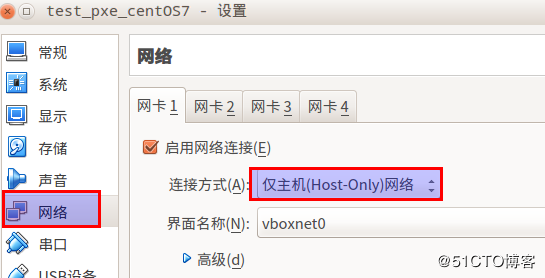 test_pxe_centOS7 - 设置
常规
系统
显示
存储
声音
网络
串口
USB设备
网络
网卡 1 网卡 2 网卡 3 网卡 4
启用网络连接(E)
连接方式(A): 仅主机(Host-Only)网络
界面名称(N): vboxnet0
高级(d)
@51CTO博客